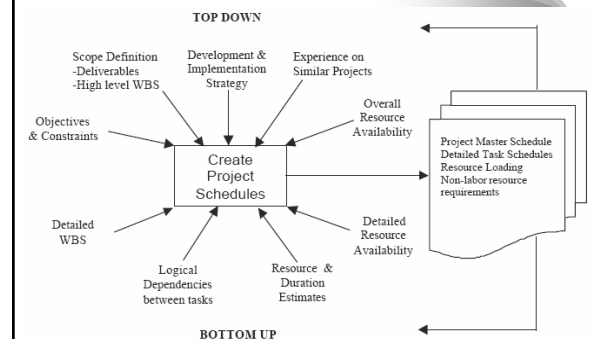 TOP DOWN
Scope Definition
-Deliverables
-High level WBS
Development &
Implementation
Strategy
Experience on
Similar Projects
Objectives
& Constraints
Overall
Resource
Availability
Create
Project
Schedules
Project Master Schedule
Detailed Task Schedules
Resource Loading
Non-labor resource
requirements
Detailed
WBS
Logical
Dependencies
between tasks
Resource &
Duration
Estimates
Detailed
Resource
Availability
BOTTOM UP